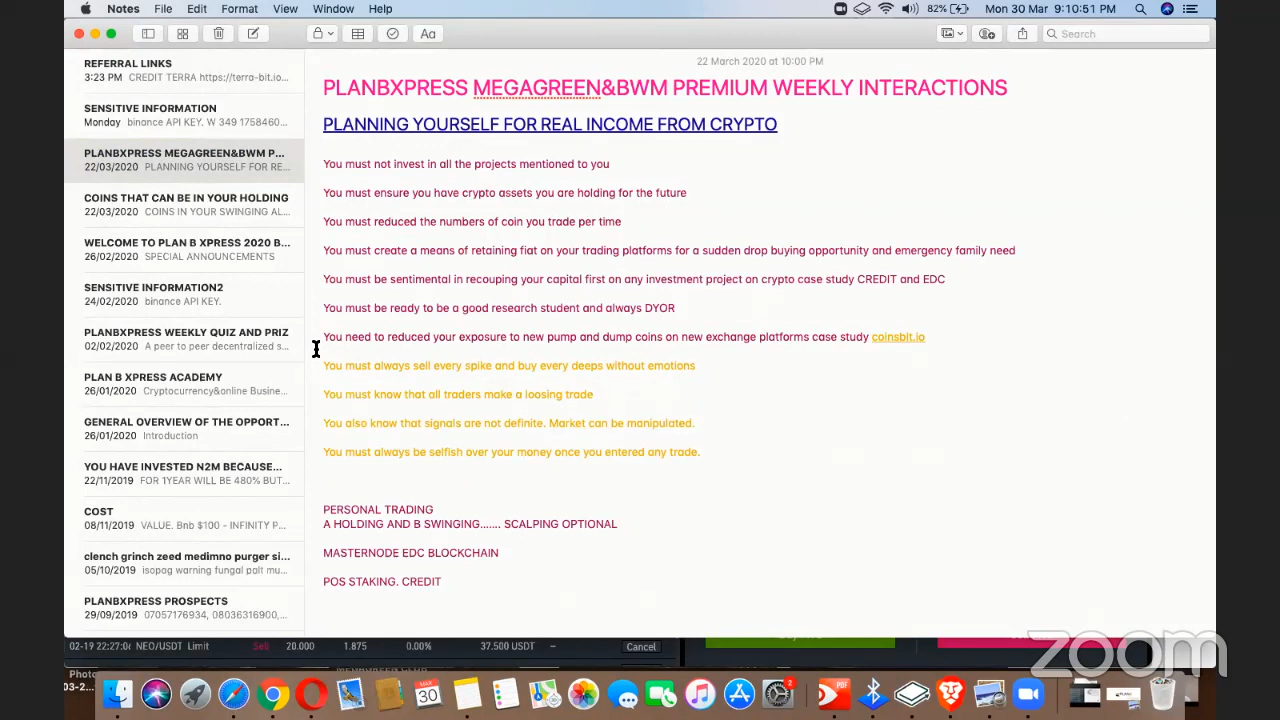 Notes File Edit Format View Window Help 82% Mon 30 Mar 9:10:51 PM
Aa Search
REFERRAL LINKS
3:23 PM CREDIT TERRA https://terra-bit.io...
SENSITIVE INFORMATION
Monday binance API KEY. W 349 1758460...
PLANBXPRESS MEGAGREEN&BWM P...
22/03/2020 PLANNING YOURSELF FOR RE...
COINS THAT CAN BE IN YOUR HOLDING
22/03/2020 COINS IN YOUR SWINGING AL...
WELCOME TO PLAN B XPRESS 2020 B...
26/02/2020 SPECIAL ANNOUNCEMENTS
SENSITIVE INFORMATION2
24/02/2020 binance API KEY.
PLANBXPRESS WEEKLY QUIZ AND PRIZ
02/02/2020 A peer to peer decentralized s...
PLAN B XPRESS ACADEMY
26/01/2020 Cryptocurrency&online Busine...
GENERAL OVERVIEW OF THE OPPORT...
26/01/2020 Introduction
YOU HAVE INVESTED N2M BECAUSE...
22/11/2019 FOR 1YEAR WILL BE 480% BUT...
COST
08/11/2019 VALUE. Bnb $100 - INFINITY P...
clench grinch zeed medimno purger si...
05/10/2019 isopag warning fungal palt mu...
PLANBXPRESS PROSPECTS
29/09/2019 07057176934, 08036316900,...
22 March 2020 at 10:00 PM
PLANBXPRESS MEGAGREEN&BWM PREMIUM WEEKLY INTERACTIONS
PLANNING YOURSELF FOR REAL INCOME FROM CRYPTO
You must not invest in all the projects mentioned to you
You must ensure you have crypto assets you are holding for the future
You must reduced the numbers of coin you trade per time
You must create a means of retaining fiat on your trading platforms for a sudden drop buying opportunity and emergency family need
You must be sentimental in recouping your capital first on any investment project on crypto case study CREDIT and EDC
You must be ready to be a good research student and always DYOR
You need to reduced your exposure to new pump and dump coins on new exchange platforms case study coinsbit.io
You must always sell every spike and buy every deeps without emotions
You must know that all traders make a loosing trade
You also know that signals are not definite. Market can be manipulated.
You must always be selfish over your money once you entered any trade.
PERSONAL TRADING
A HOLDING AND B SWINGING....... SCALPING OPTIONAL
MASTERNODE EDC BLOCKCHAIN
POS STAKING. CREDIT
02-19 22:27:0 NEO/USDT Limit Sell 20.000 1.875 0.00% 37.500 USDT – Cancel
zoom
Photo
03-2...
MAR
30
2
PDF